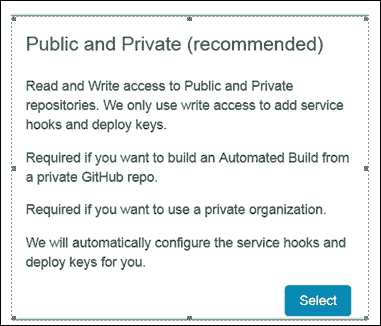 Public and Private (recommended)
Read and Write access to Public and Private
repositories. We only use write access to add service
hooks and deploy keys.
Required if you want to build an Automated Build from
a private GitHub repo.
Required if you want to use a private organization.
We will automatically configure the service hooks and
deploy keys for you.
Select